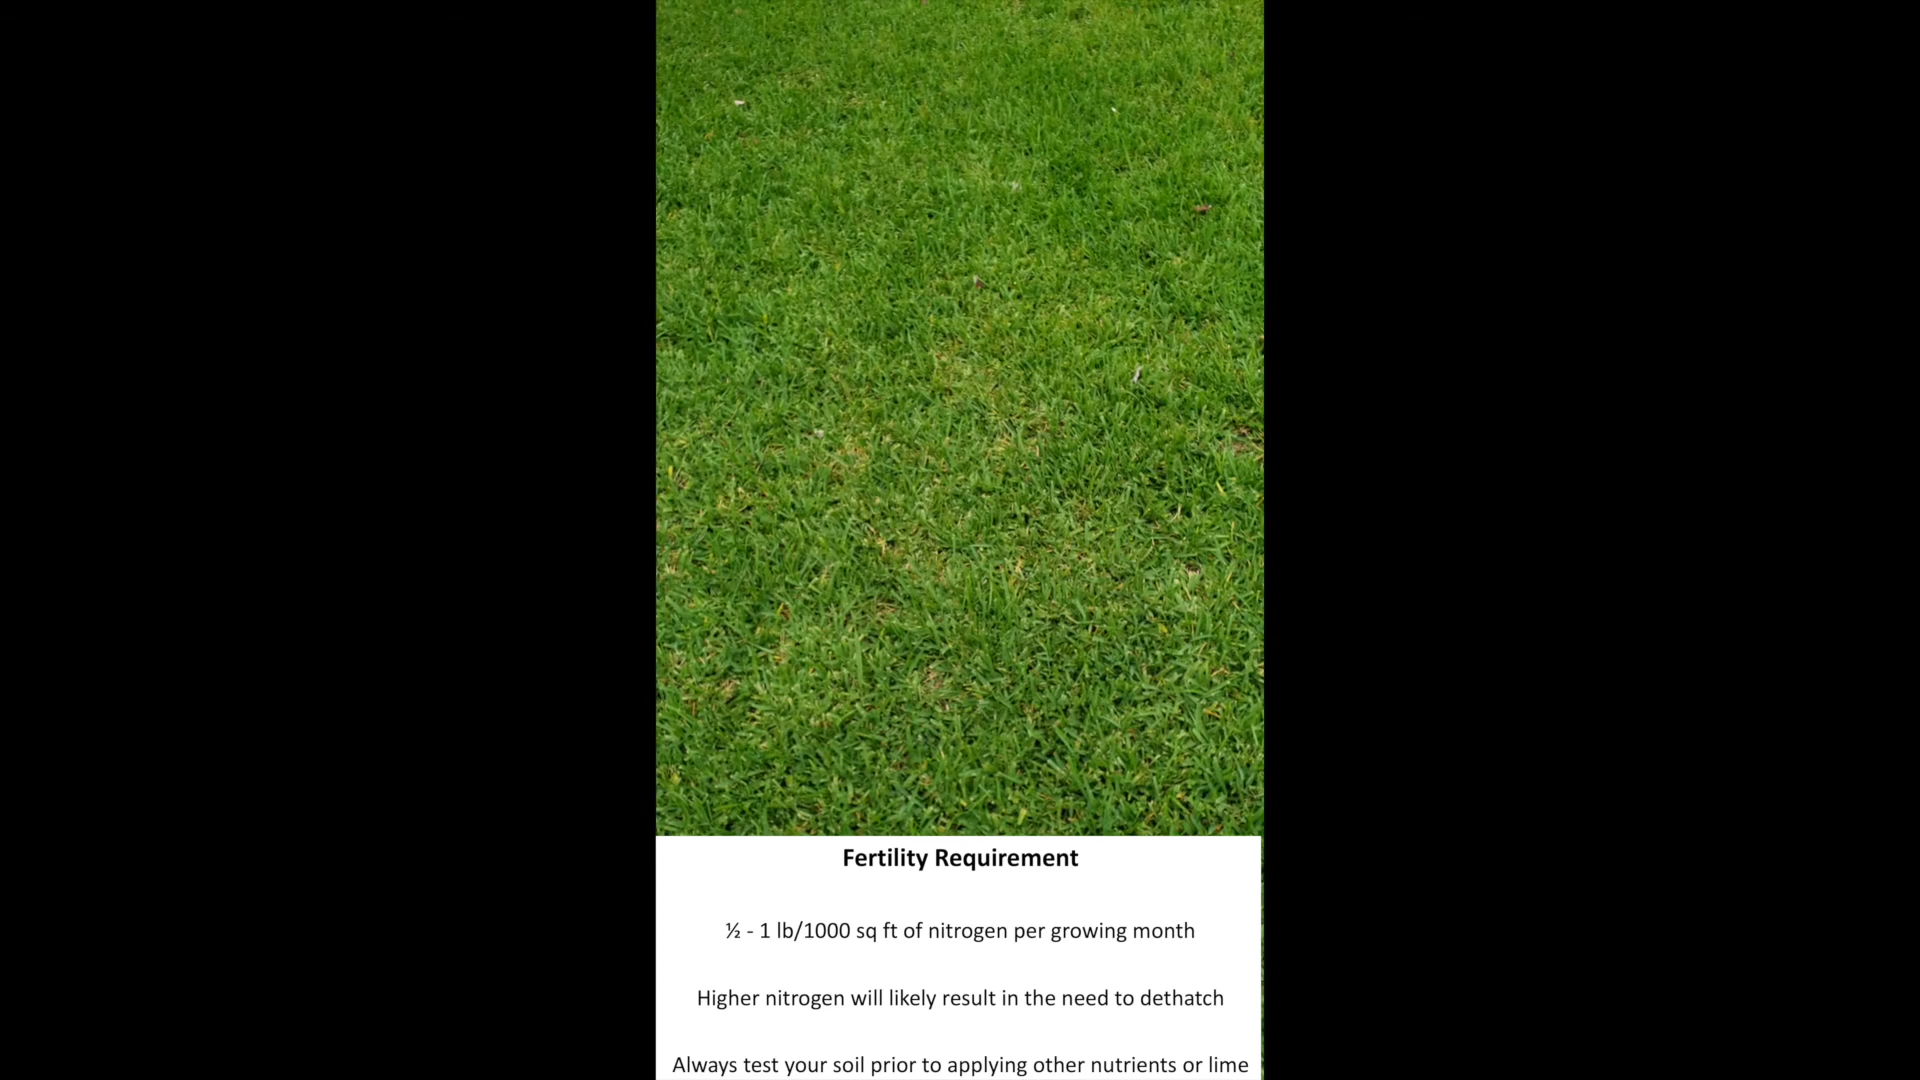 Fertility Requirement
½ - 1 lb/1000 sq ft of nitrogen per growing month
Higher nitrogen will likely result in the need to dethatch
Always test your soil prior to applying other nutrients or lime